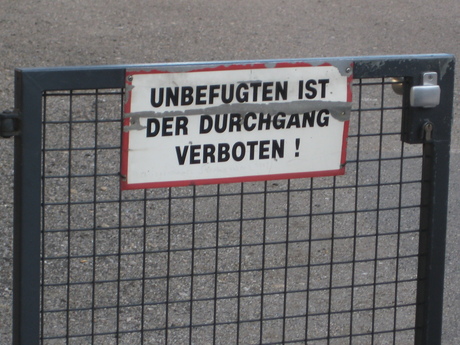 UNBEFUGTEN IST
DER DURCHGANG
VERBOTEN !